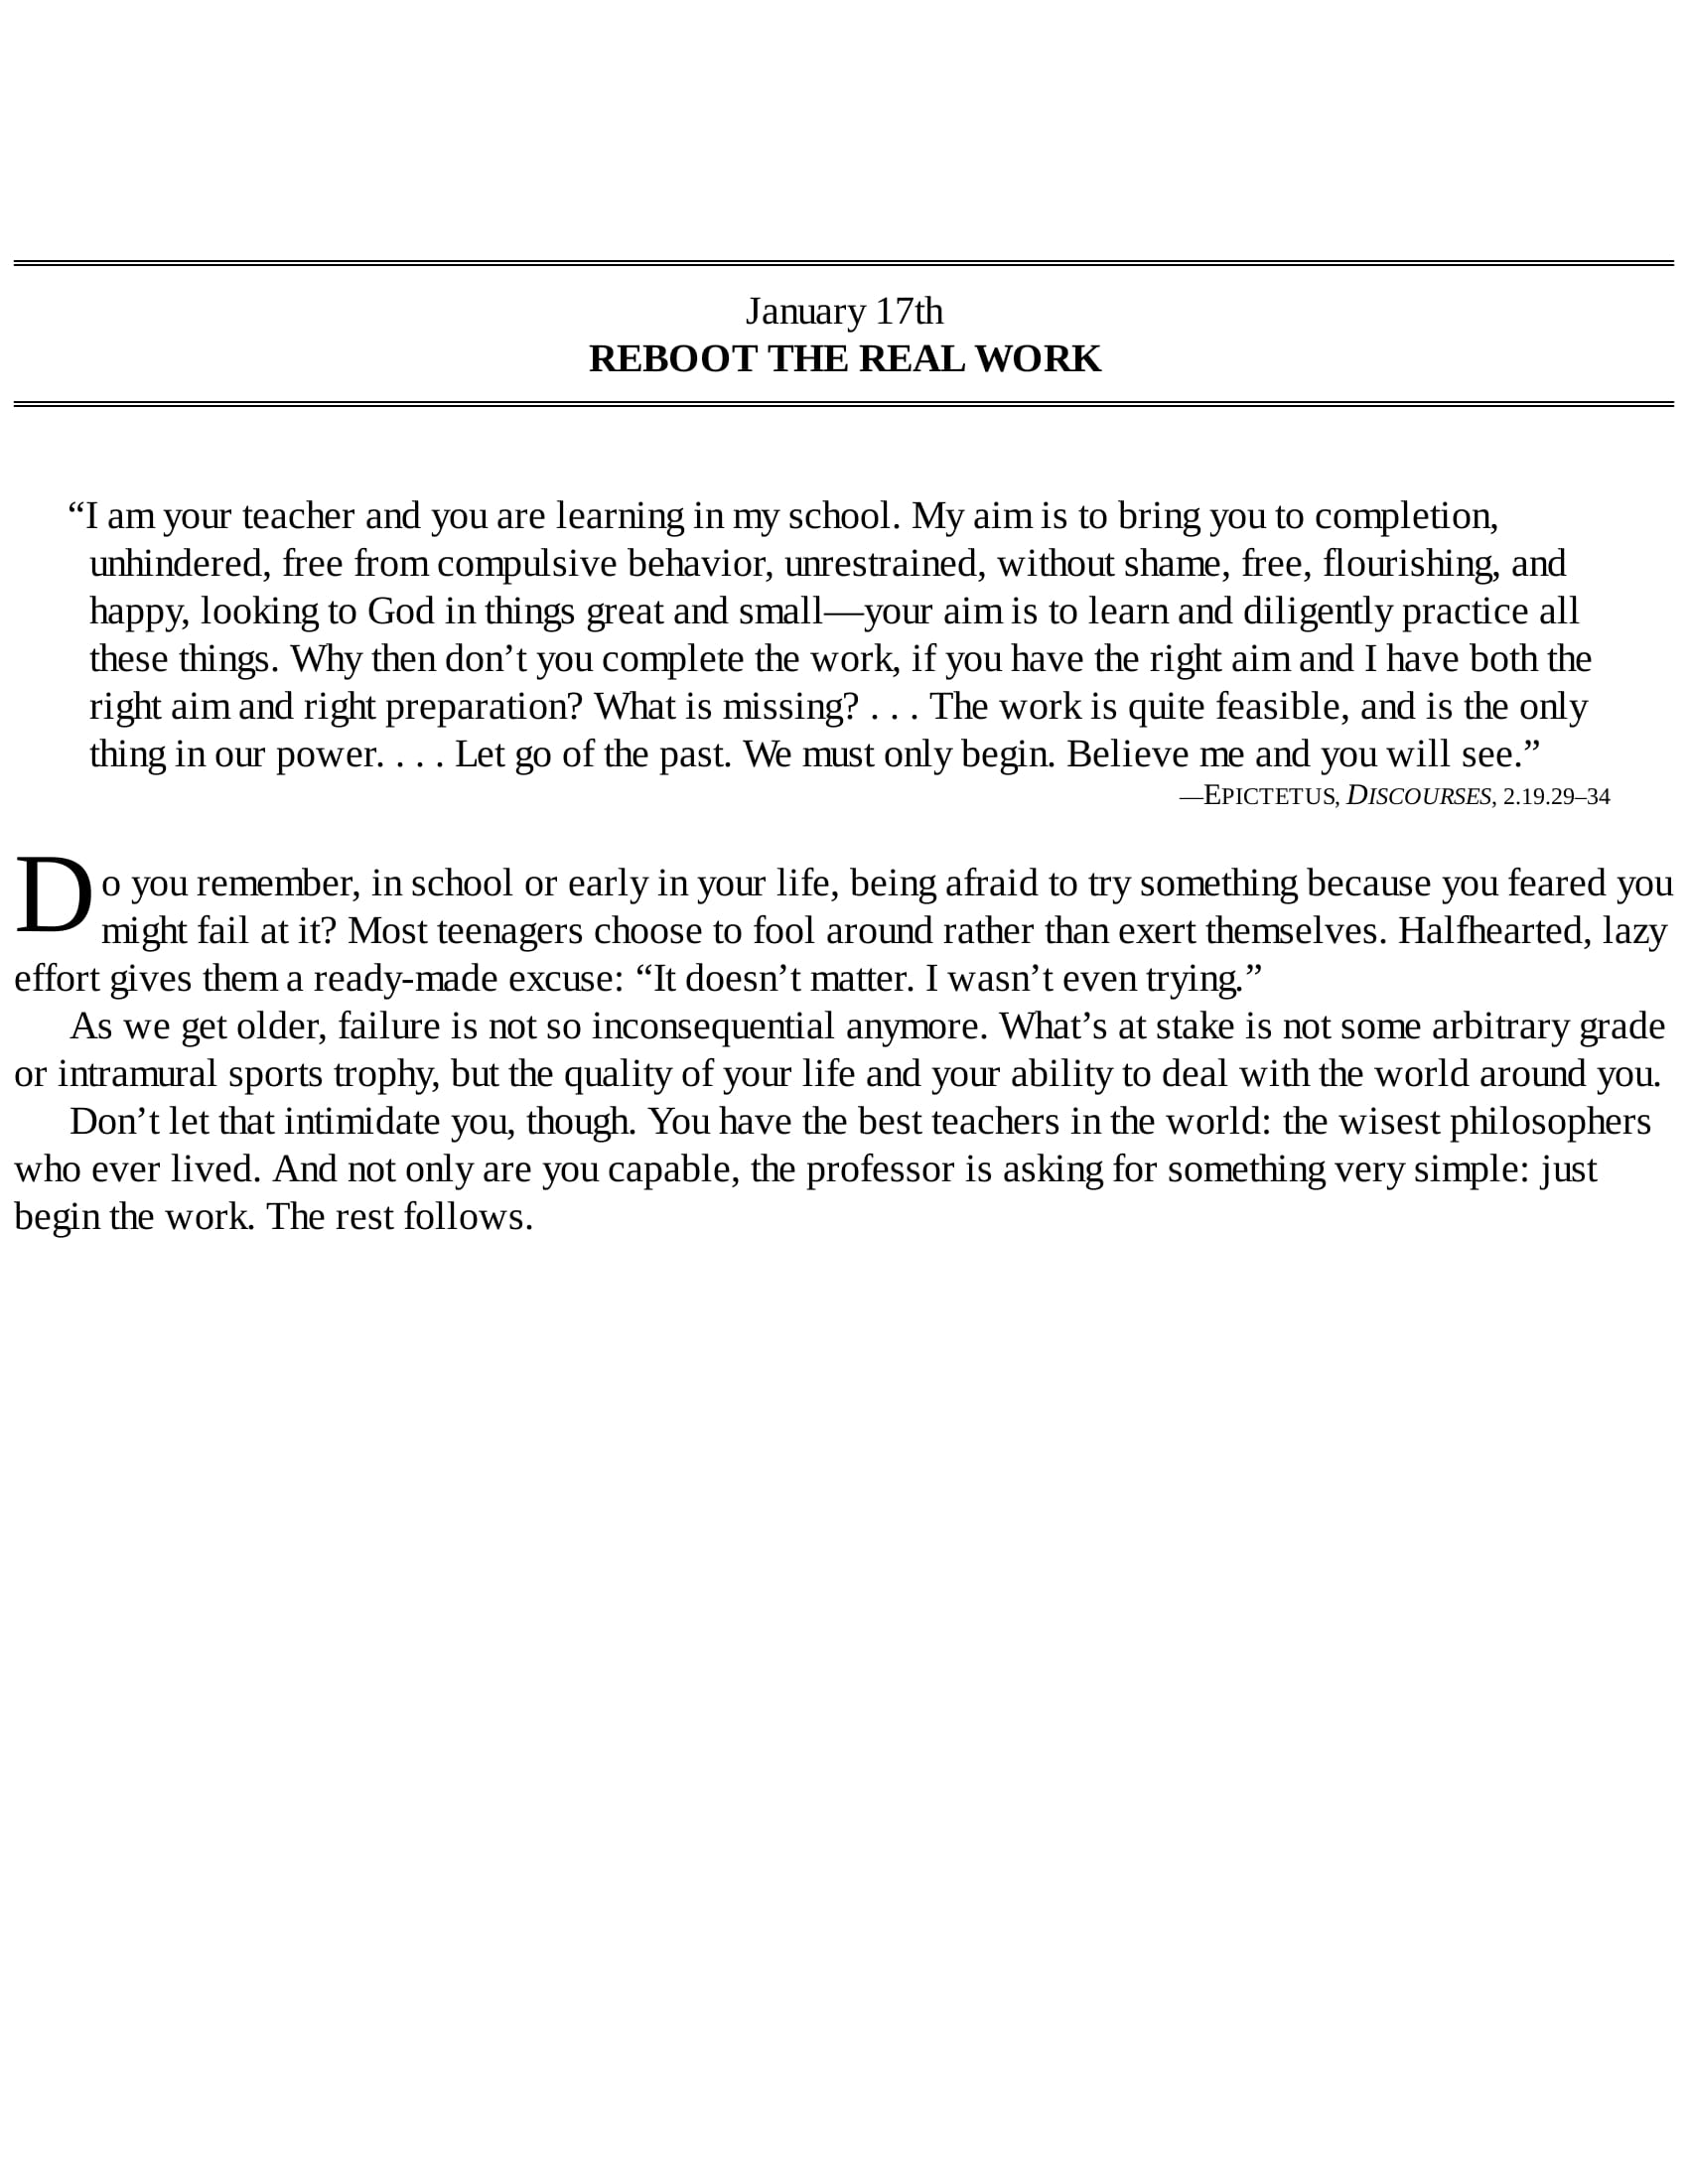 January 17th
REBOOT THE REAL WORK
“I am your teacher and you are learning in my school. My aim is to bring you to completion,
unhindered, free from compulsive behavior, unrestrained, without shame, free, flourishing, and
happy, looking to God in things great and small—your aim is to learn and diligently practice all
these things. Why then don’t you complete the work, if you have the right aim and I have both the
right aim and right preparation? What is missing? . . . The work is quite feasible, and is the only
thing in our power. . . . Let go of the past. We must only begin. Believe me and you will see.”
—EPICTETUS, DISCOURSES, 2.19.29–34
Do you remember, in school or early in your life, being afraid to try something because you feared you
might fail at it? Most teenagers choose to fool around rather than exert themselves. Halfhearted, lazy
effort gives them a ready-made excuse: “It doesn’t matter. I wasn’t even trying.”
As we get older, failure is not so inconsequential anymore. What’s at stake is not some arbitrary grade
or intramural sports trophy, but the quality of your life and your ability to deal with the world around you.
Don’t let that intimidate you, though. You have the best teachers in the world: the wisest philosophers
who ever lived. And not only are you capable, the professor is asking for something very simple: just
begin the work. The rest follows.